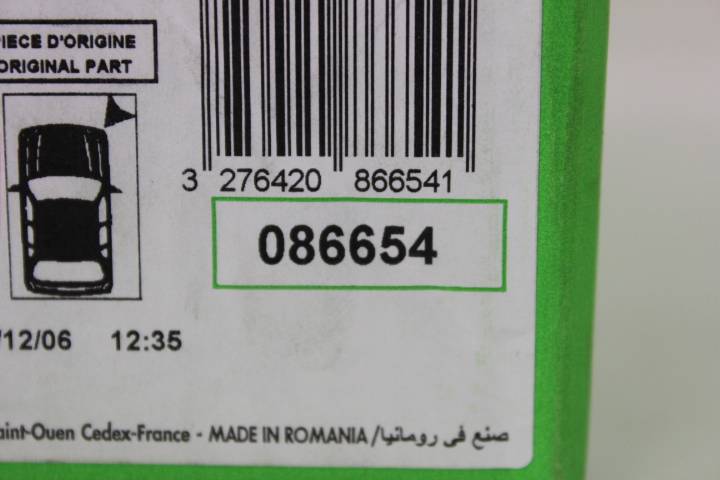 PIECE D'ORIGINE
ORIGINAL PART
3 276420 866541
086654
/12/06 12:35
aint-Ouen Cedex-France - MADE IN ROMANIA/صنع في رومانيا